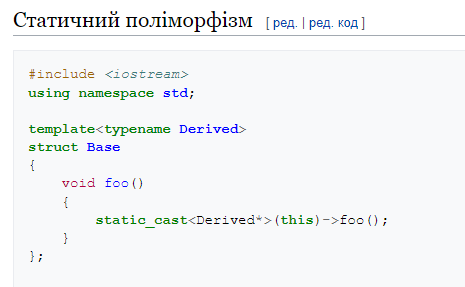 Статичний поліморфізм [ ред. | ред. код ]
#include <iostream>
using namespace std;
template<typename Derived>
struct Base
{
    void foo()
    {
        static_cast<Derived*>(this)->foo();
    }
};